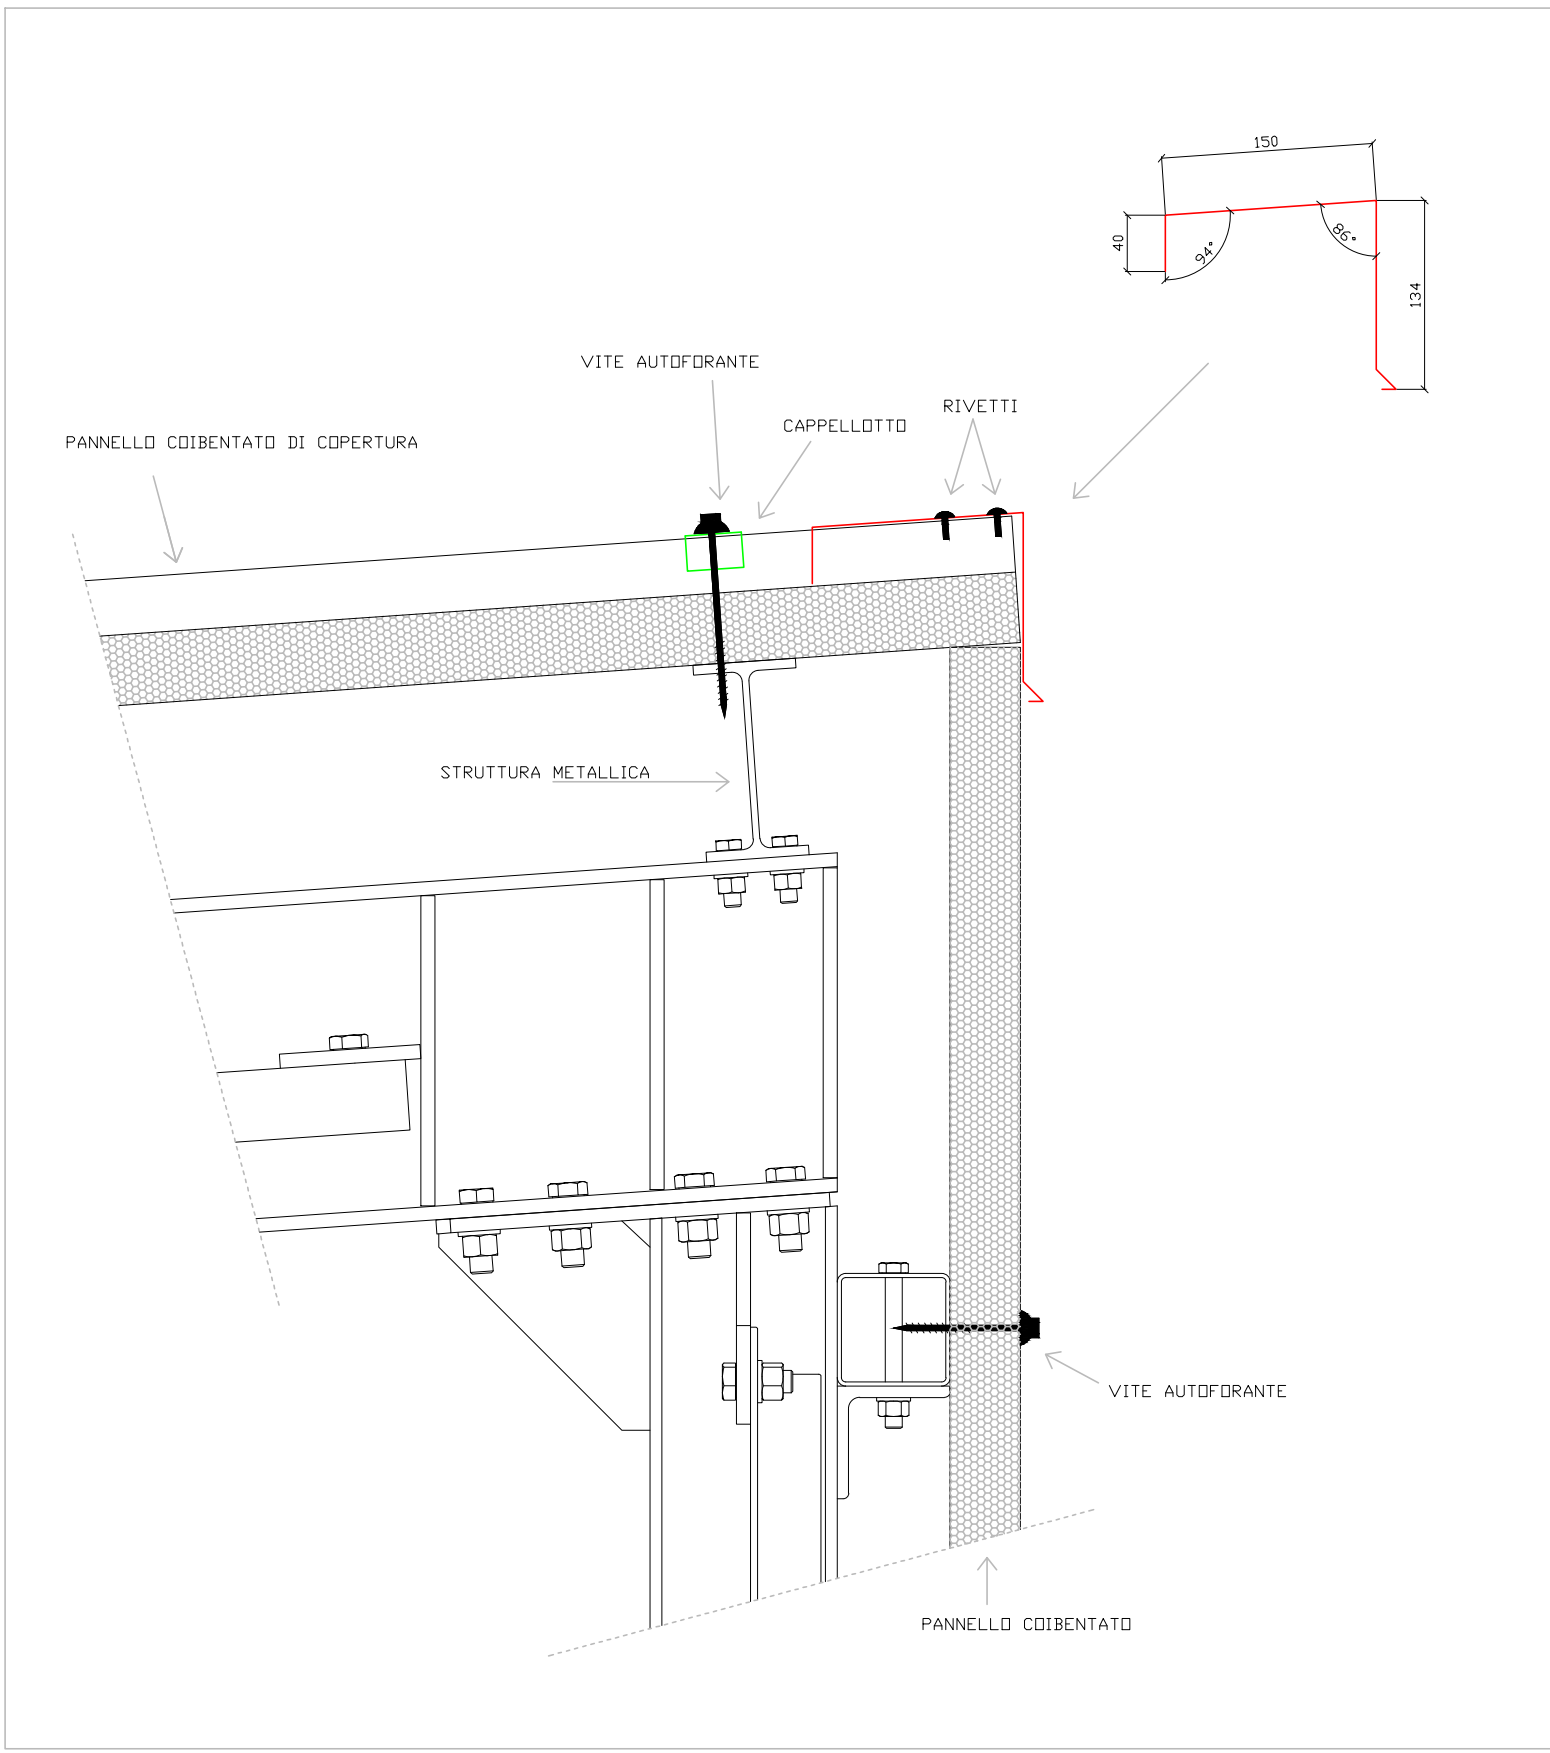 150
40
94°
86°
134
VITE AUTOFORANTE
RIVETTI
CAPPELLOTTO
PANNELLO COIBENTATO DI COPERTURA
STRUTTURA METALLICA
VITE AUTOFORANTE
PANNELLO COIBENTATO